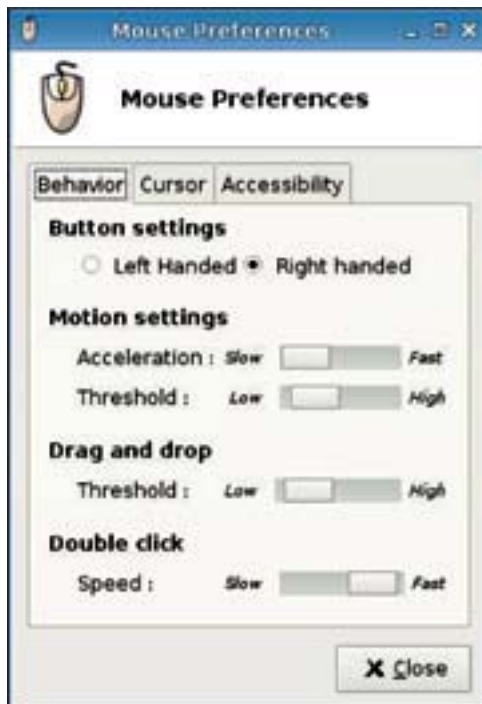 Mouse Preferences
Mouse Preferences
Behavior Cursor Accessibility
Button settings
Left Handed Right handed
Motion settings
Acceleration : Slow Fast
Threshold : Low High
Drag and drop
Threshold : Low High
Double click
Speed : Slow Fast
Close